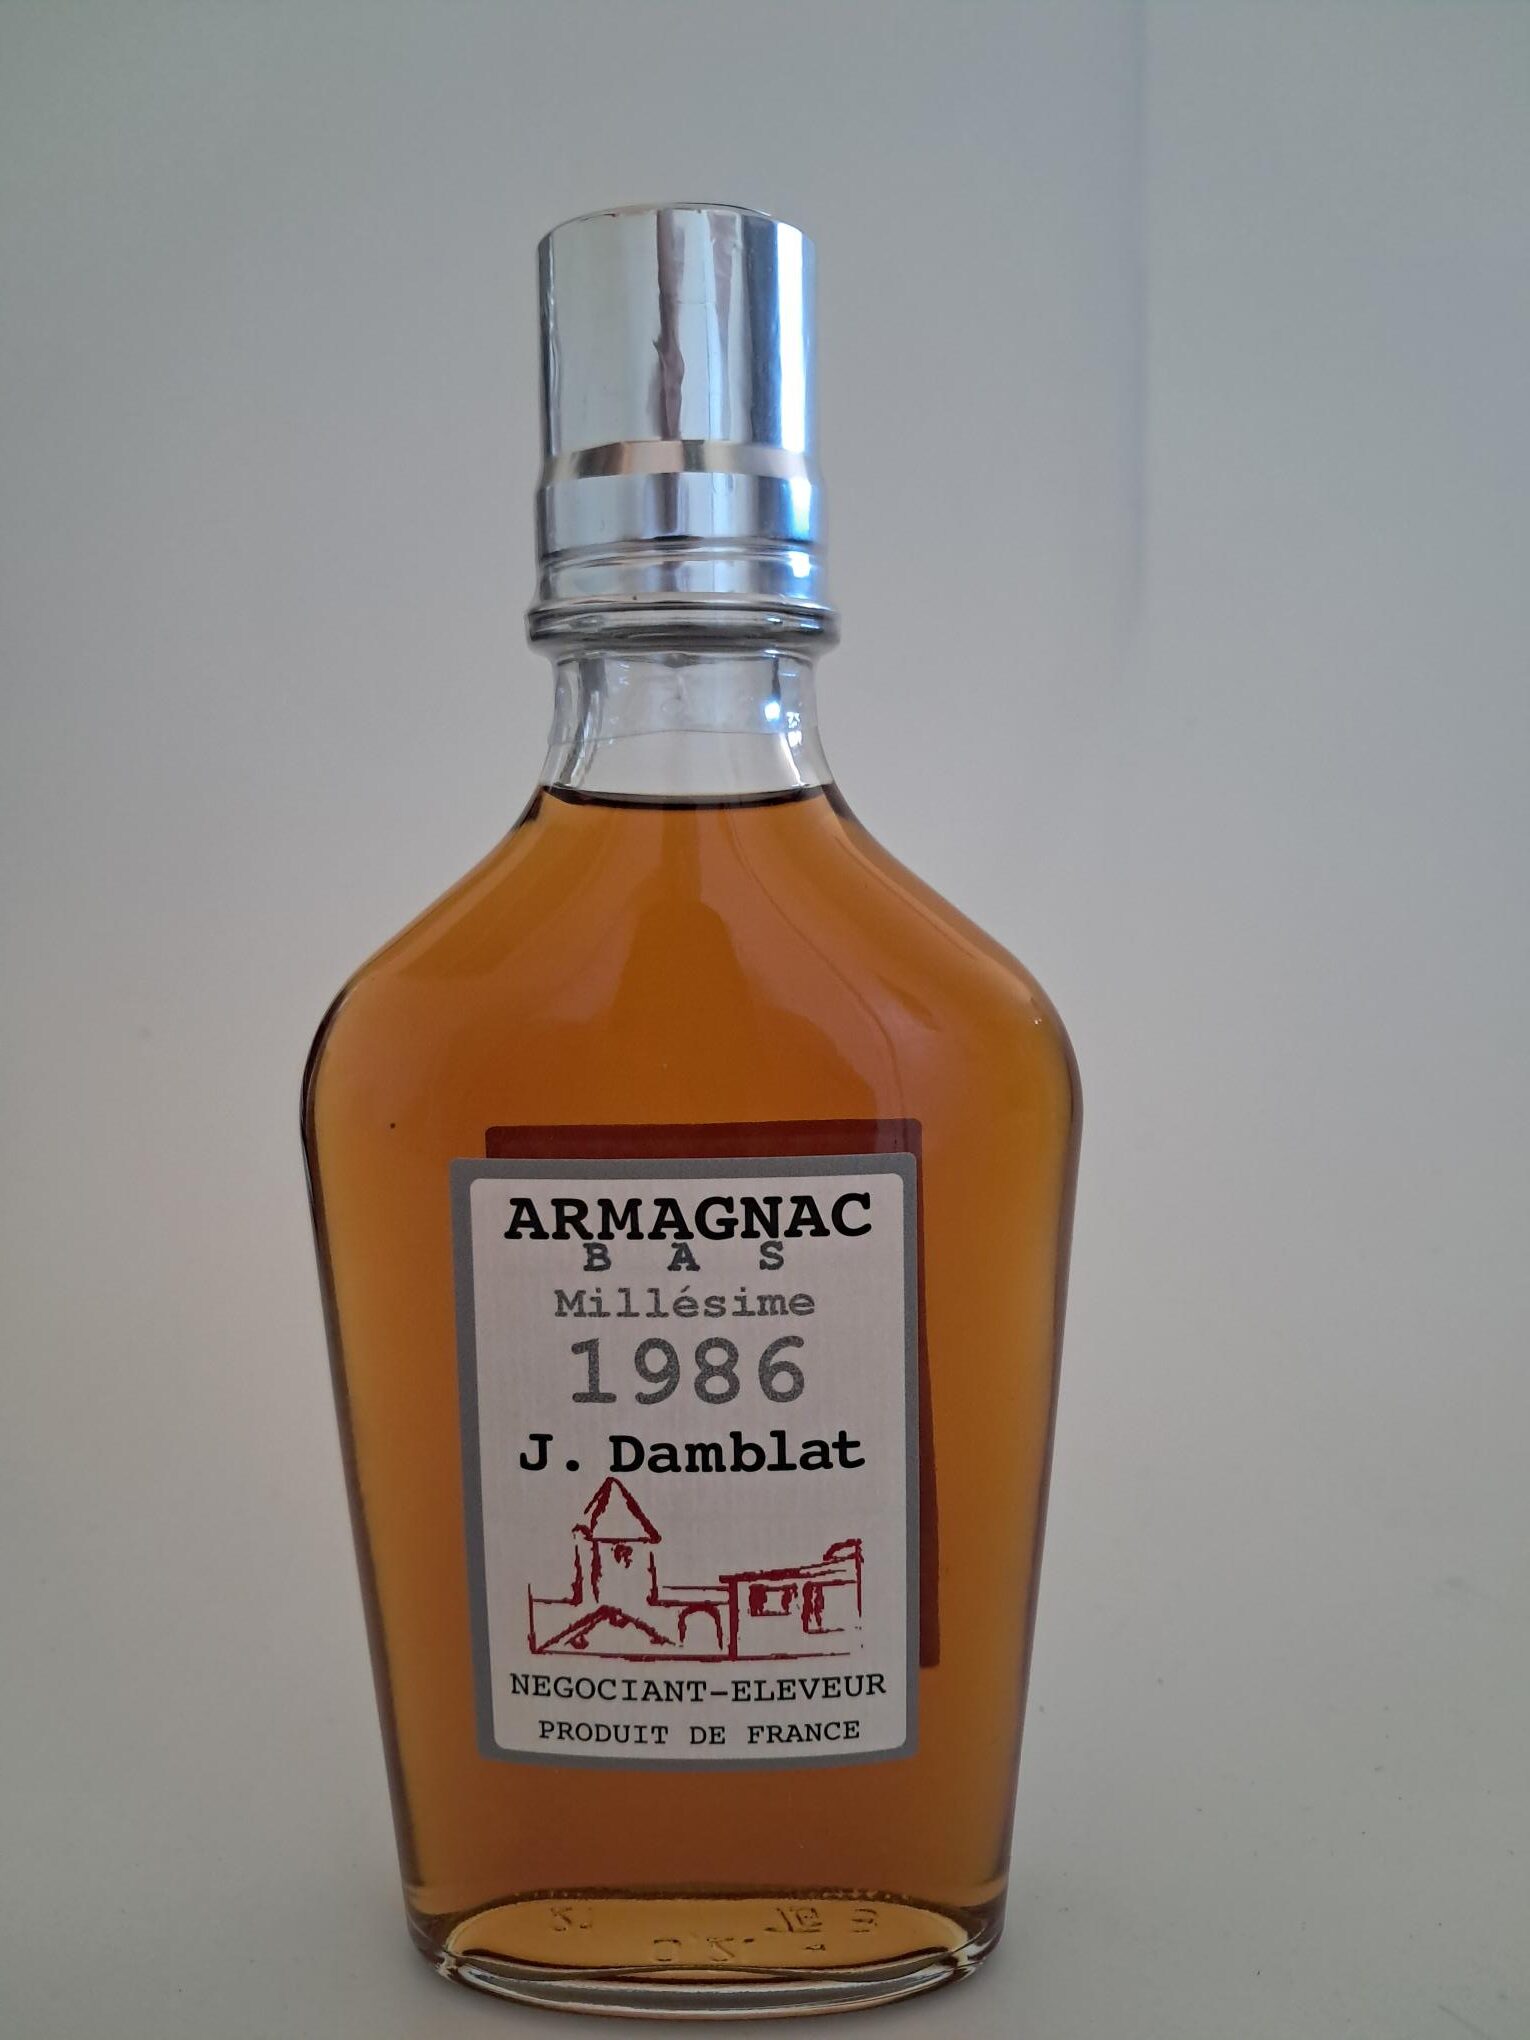 ARMAGNAC
BAS
Millésime
1986
J. Damblat
NEGOCIANT-ELEVEUR
PRODUIT DE FRANCE